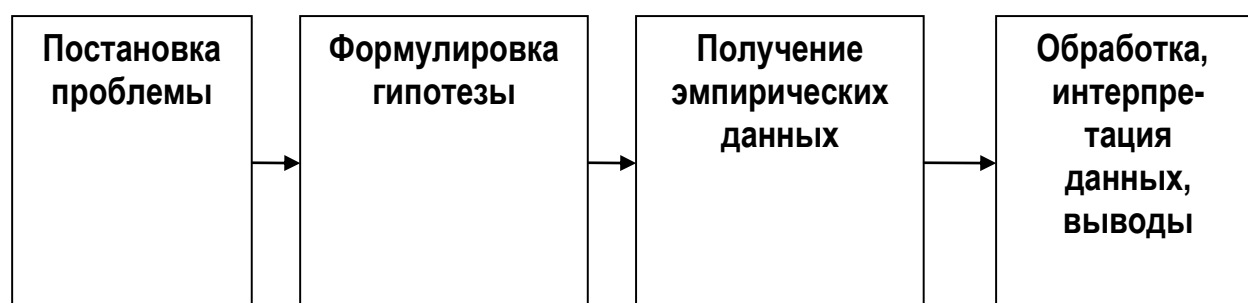 Постановка
проблемы
Формулировка
гипотезы
Получение
эмпирических
данных
Обработка,
интерпре-
тация
данных,
выводы